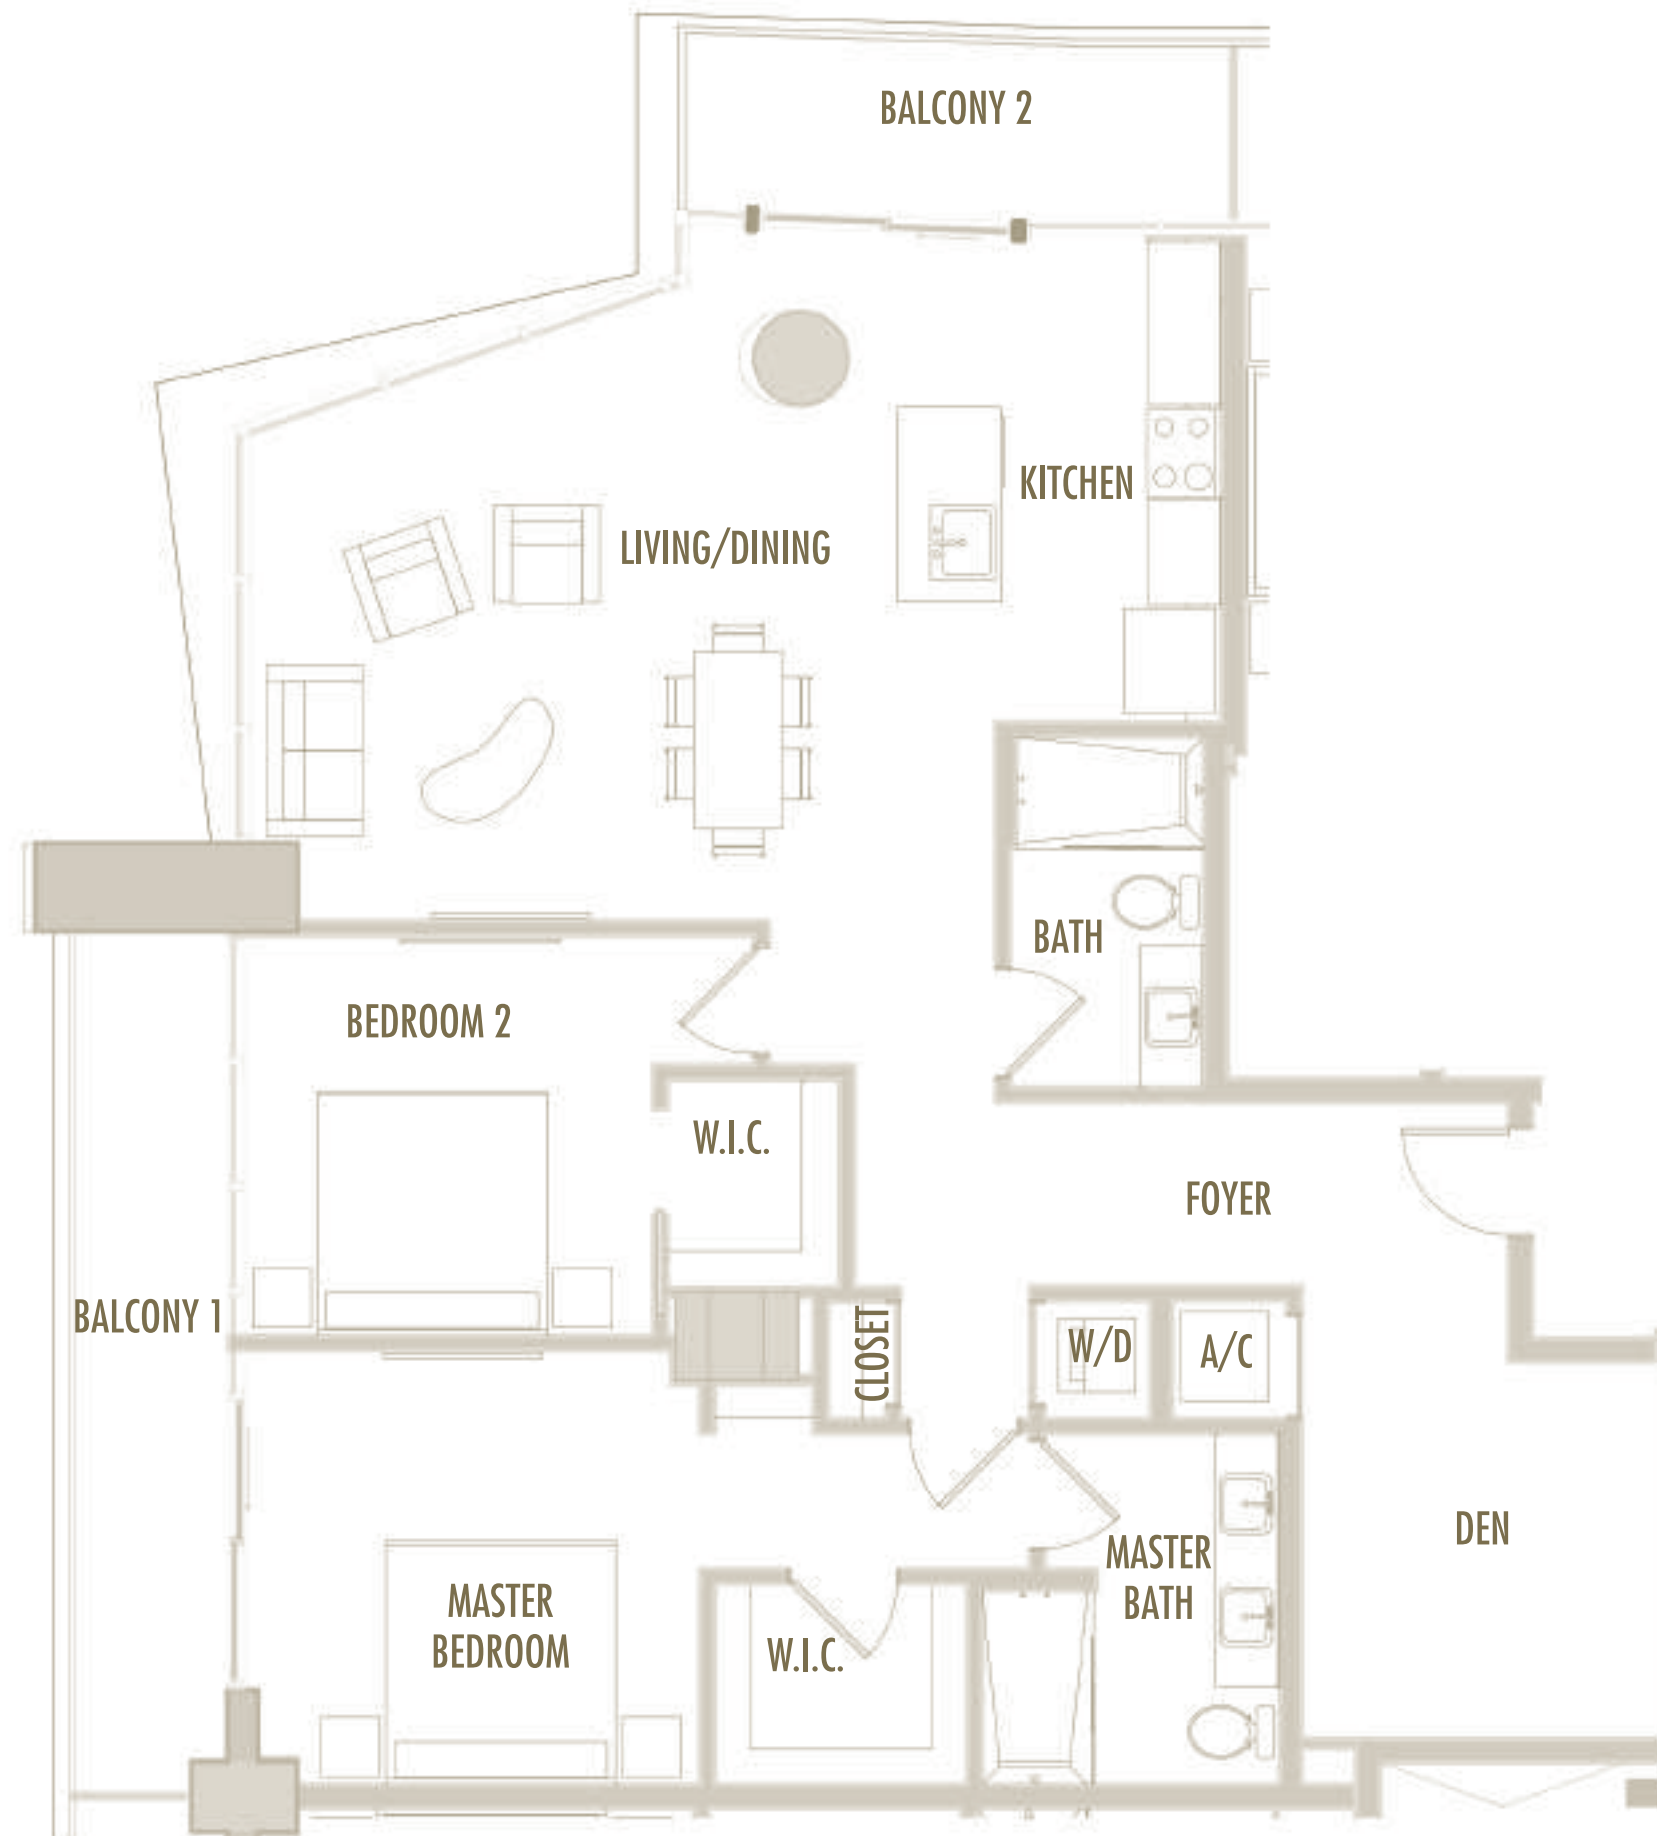 BALCONY 2
KITCHEN
LIVING/DINING
BATH
BEDROOM 2
W.I.C.
FOYER
BALCONY 1
CLOSET
W/D
A/C
DEN
MASTER
BATH
MASTER
BEDROOM
W.I.C.